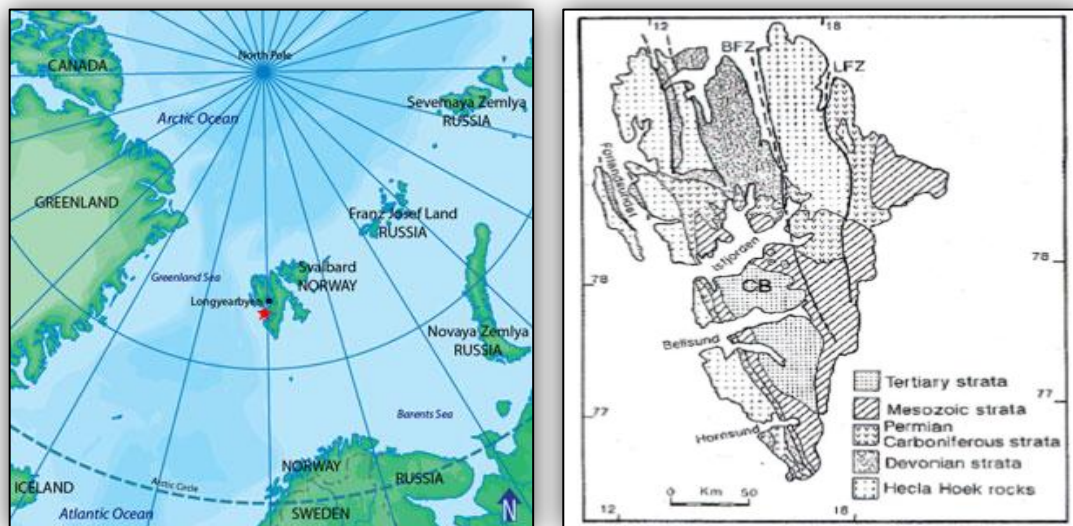 North Pole
CANADA
Arctic Ocean
Severnaya Zemlya
RUSSIA
GREENLAND
Franz Josef Land
RUSSIA
Greenland Sea
Svalbard
NORWAY
Longyearbyen
Novaya Zemlya
RUSSIA
Barents Sea
Arctic Circle
NORWAY
RUSSIA
ICELAND
SWEDEN
Atlantic Ocean
N
12
18
BFZ
LFZ
Forlandsundet
Isfjorden
78
78
CB
Bellsund
77
77
Hornsund
Tertiary strata
Mesozoic strata
Permian
Carboniferous strata
Devonian strata
Hecla Hoek rocks
0 Km 50
12
18